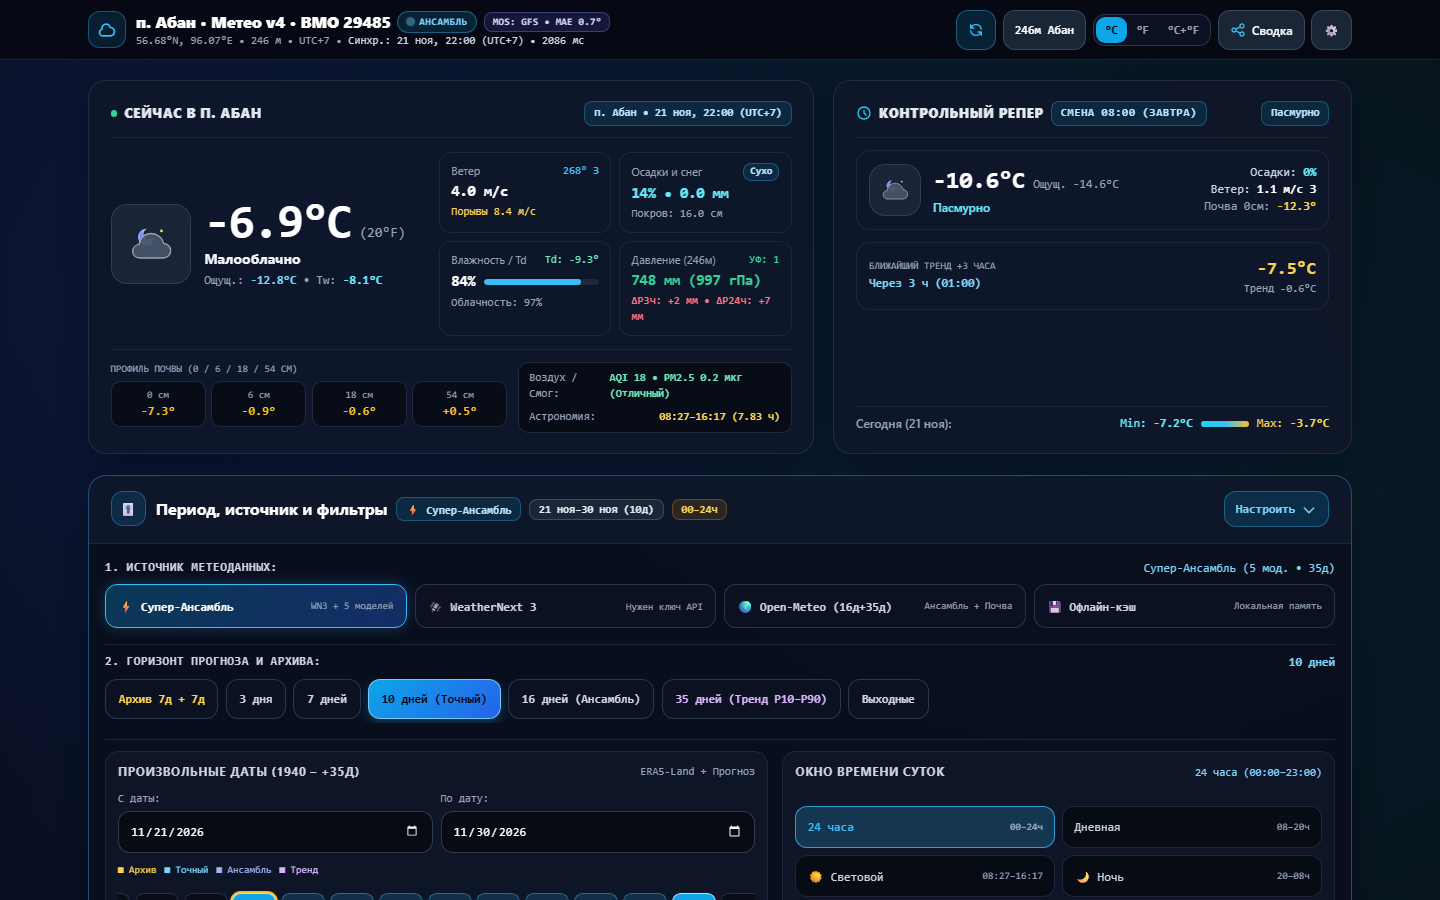 п. Абан • Метео v4 • ВМО 29485
АНСАМБЛЬ
MOS: GFS • MAE 0.7°
56.68°N, 96.07°E • 246 м • UTC+7 • Синхр.: 21 ноя, 22:00 (UTC+7) • 2086 мс
246м Абан
°C
°F
°C+°F
Сводка
СЕЙЧАС В П. АБАН
п. Абан • 21 ноя, 22:00 (UTC+7)
-6.9°C (20°F)
Малооблачно
Ощущ.: -12.8°C • Tw: -8.1°C
Ветер
268° З
4.0 м/с
Порывы 8.4 м/с
Осадки и снег
Сухо
14% • 0.0 мм
Покров: 16.0 см
Влажность / Td
Td: -9.3°
84%
Облачность: 97%
Давление (246м)
УФ: 1
748 мм (997 гПа)
ΔP3ч: +2 мм • ΔP24ч: +7
мм
ПРОФИЛЬ ПОЧВЫ (0 / 6 / 18 / 54 СМ)
0 см
-7.3°
6 см
-0.9°
18 см
-0.6°
54 см
+0.5°
Воздух /
Смог:
AQI 18 • PM2.5 0.2 мкг
(Отличный)
Астрономия:
08:27–16:17 (7.83 ч)
КОНТРОЛЬНЫЙ РЕПЕР
СМЕНА 08:00 (ЗАВТРА)
Пасмурно
-10.6°C Ощущ. -14.6°C
Пасмурно
Осадки: 0%
Ветер: 1.1 м/с З
Почва 0см: -12.3°
БЛИЖАЙШИЙ ТРЕНД +3 ЧАСА
Через 3 ч (01:00)
-7.5°C
Тренд -0.6°C
Сегодня (21 ноя):
Min: -7.2°C
Max: -3.7°C
Период, источник и фильтры
Супер-Ансамбль
21 ноя–30 ноя (10д)
00–24ч
Настроить
1. ИСТОЧНИК МЕТЕОДАННЫХ:
Супер-Ансамбль (5 мод. • 35д)
Супер-Ансамбль
WN3 + 5 моделей
WeatherNext 3
Нужен ключ API
Open-Meteo (16д+35д)
Ансамбль + Почва
Офлайн-кэш
Локальная память
2. ГОРИЗОНТ ПРОГНОЗА И АРХИВА:
10 дней
Архив 7д + 7д
3 дня
7 дней
10 дней (Точный)
16 дней (Ансамбль)
35 дней (Тренд P10–P90)
Выходные
ПРОИЗВОЛЬНЫЕ ДАТЫ (1940 – +35Д)
ERA5-Land + Прогноз
С даты:
По дату:
11/21/2026
11/30/2026
Архив
Точный
Ансамбль
Тренд
ОКНО ВРЕМЕНИ СУТОК
24 часа (00:00–23:00)
24 часа
00–24ч
Дневная
08–20ч
Световой
08:27–16:17
Ночь
20–08ч